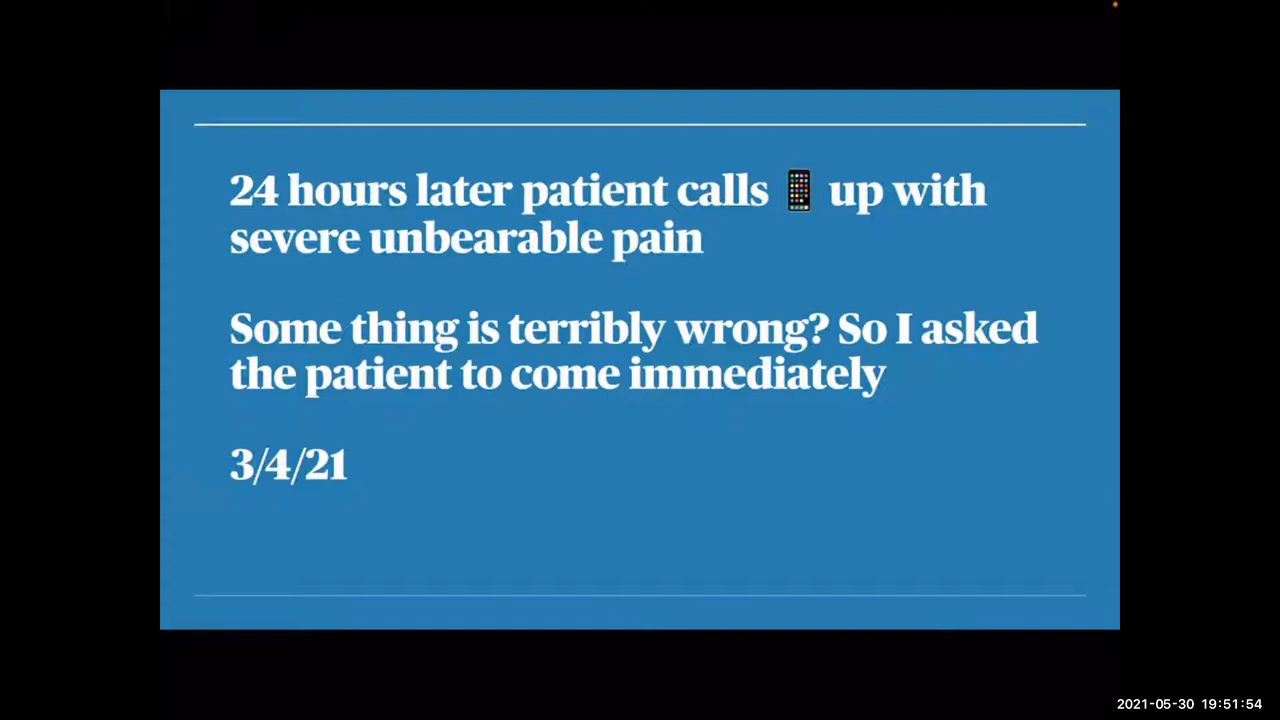 24 hours later patient calls 📱 up with
severe unbearable pain
Some thing is terribly wrong? So I asked
the patient to come immediately
3/4/21
2021-05-30 19:51:54